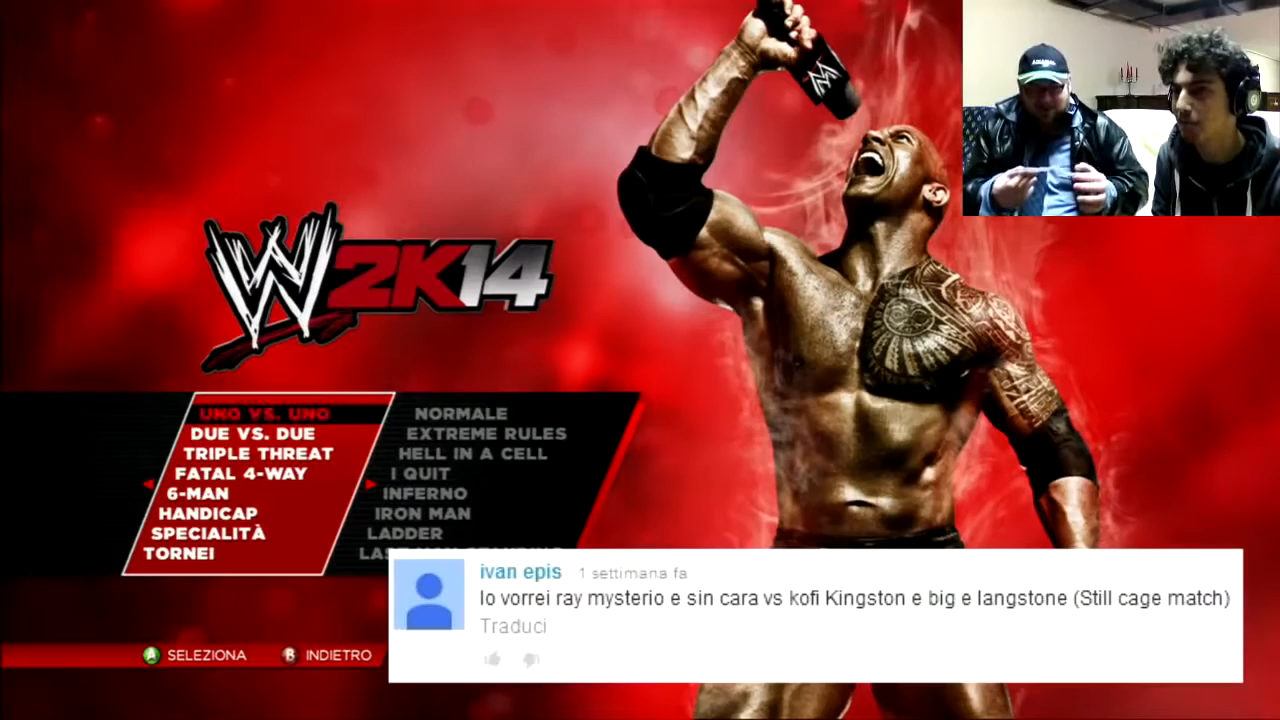 W 2K14
UNO VS. UNO
DUE VS. DUE
TRIPLE THREAT
FATAL 4-WAY
6-MAN
HANDICAP
SPECIALITÀ
TORNEI
NORMALE
EXTREME RULES
HELL IN A CELL
I QUIT
INFERNO
IRON MAN
LADDER
A SELEZIONA
B INDIETRO
ivan epis 1 settimana fa
Io vorrei ray mysterio e sin cara vs kofi Kingston e big e langstone (Still cage match)
Traduci